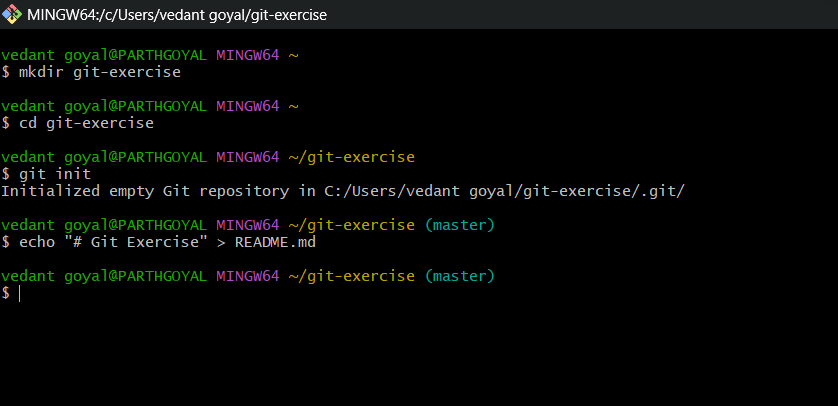 MINGW64:/c/Users/vedant goyal/git-exercise
vedant goyal@PARTHGOYAL MINGW64 ~
$ mkdir git-exercise
vedant goyal@PARTHGOYAL MINGW64 ~
$ cd git-exercise
vedant goyal@PARTHGOYAL MINGW64 ~/git-exercise
$ git init
Initialized empty Git repository in C:/Users/vedant goyal/git-exercise/.git/
vedant goyal@PARTHGOYAL MINGW64 ~/git-exercise (master)
$ echo "# Git Exercise" > README.md
vedant goyal@PARTHGOYAL MINGW64 ~/git-exercise (master)
$